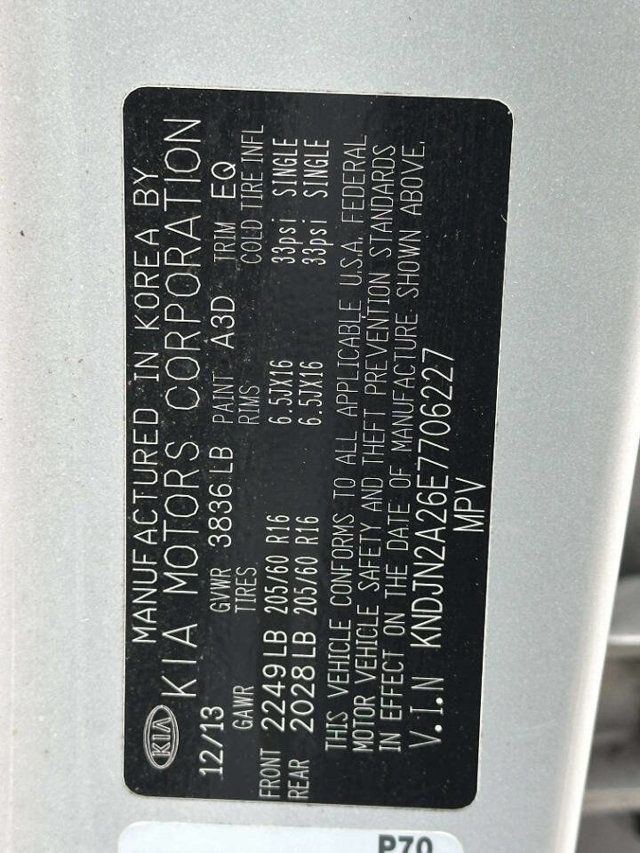 MANUFACTURED IN KOREA BY
KIA KIA MOTORS CORPORATION
12/13 GVWR 3836 LB PAINT A3D TRIM EQ
GAWR TIRES RIMS COLD TIRE INFL
FRONT 2249 LB 205/60 R16 6.5JX16 33psi SINGLE
REAR 2028 LB 205/60 R16 6.5JX16 33psi SINGLE
THIS VEHICLE CONFORMS TO ALL APPLICABLE U.S.A. FEDERAL
MOTOR VEHICLE SAFETY AND THEFT PREVENTION STANDARDS
IN EFFECT ON THE DATE OF MANUFACTURE SHOWN ABOVE.
V.I.N KNDJN2A26E7706227
MPV
P70